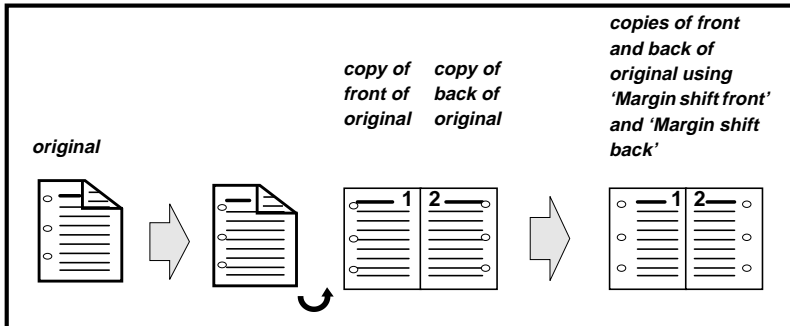 original
copy of
front of
original
copy of
back of
original
copies of front
and back of
original using
‘Margin shift front’
and ‘Margin shift
back’
1 2
1 2